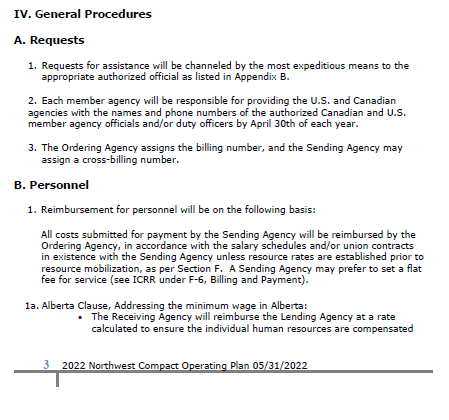 IV. General Procedures
A. Requests
1. Requests for assistance will be channeled by the most expeditious means to the
appropriate authorized official as listed in Appendix B.
2. Each member agency will be responsible for providing the U.S. and Canadian
agencies with the names and phone numbers of the authorized Canadian and U.S.
member agency officials and/or duty officers by April 30th of each year.
3. The Ordering Agency assigns the billing number, and the Sending Agency may
assign a cross-billing number.
B. Personnel
1. Reimbursement for personnel will be on the following basis:
All costs submitted for payment by the Sending Agency will be reimbursed by the
Ordering Agency, in accordance with the salary schedules and/or union contracts
in existence with the Sending Agency unless resource rates are established prior to
resource mobilization, as per Section F. A Sending Agency may prefer to set a flat
fee for service (see ICRR under F-6, Billing and Payment).
1a. Alberta Clause, Addressing the minimum wage in Alberta:
• The Receiving Agency will reimburse the Lending Agency at a rate
calculated to ensure the individual human resources are compensated
3 2022 Northwest Compact Operating Plan 05/31/2022